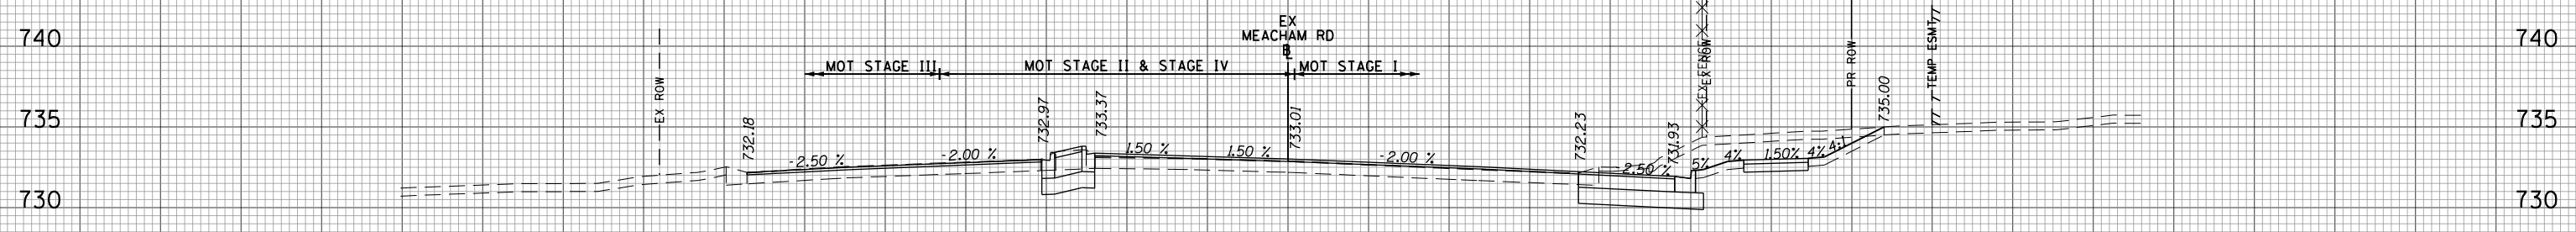 EX
MEACHAM RD
740
740
MOT STAGE III
MOT STAGE II & STAGE IV
MOT STAGE I
EX ROW
EX ROW
PR ROW
TEMP ESMT
735
735
732.18
732.97
733.37
733.01
732.23
731.93
735.00
-2.50 %
-2.00 %
1.50 %
1.50 %
-2.00 %
-2.50 %
5%
4%
1.50%
4%
4:1
730
730